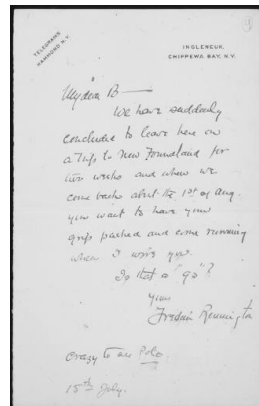 TELEGRAMS
HAMMOND N.Y.
INGLENEUK,
CHIPPEWA BAY, N.Y.
My dear B—
We have suddenly
concluded to leave here on
a trip to New Foundland for
two weeks and when we
come back about the 1st of Aug.
you want to have your
grip packed and come running
when I wire you.
Is that a "go"?
Yours
Frederic Remington
Crazy to see Polo
15th July.